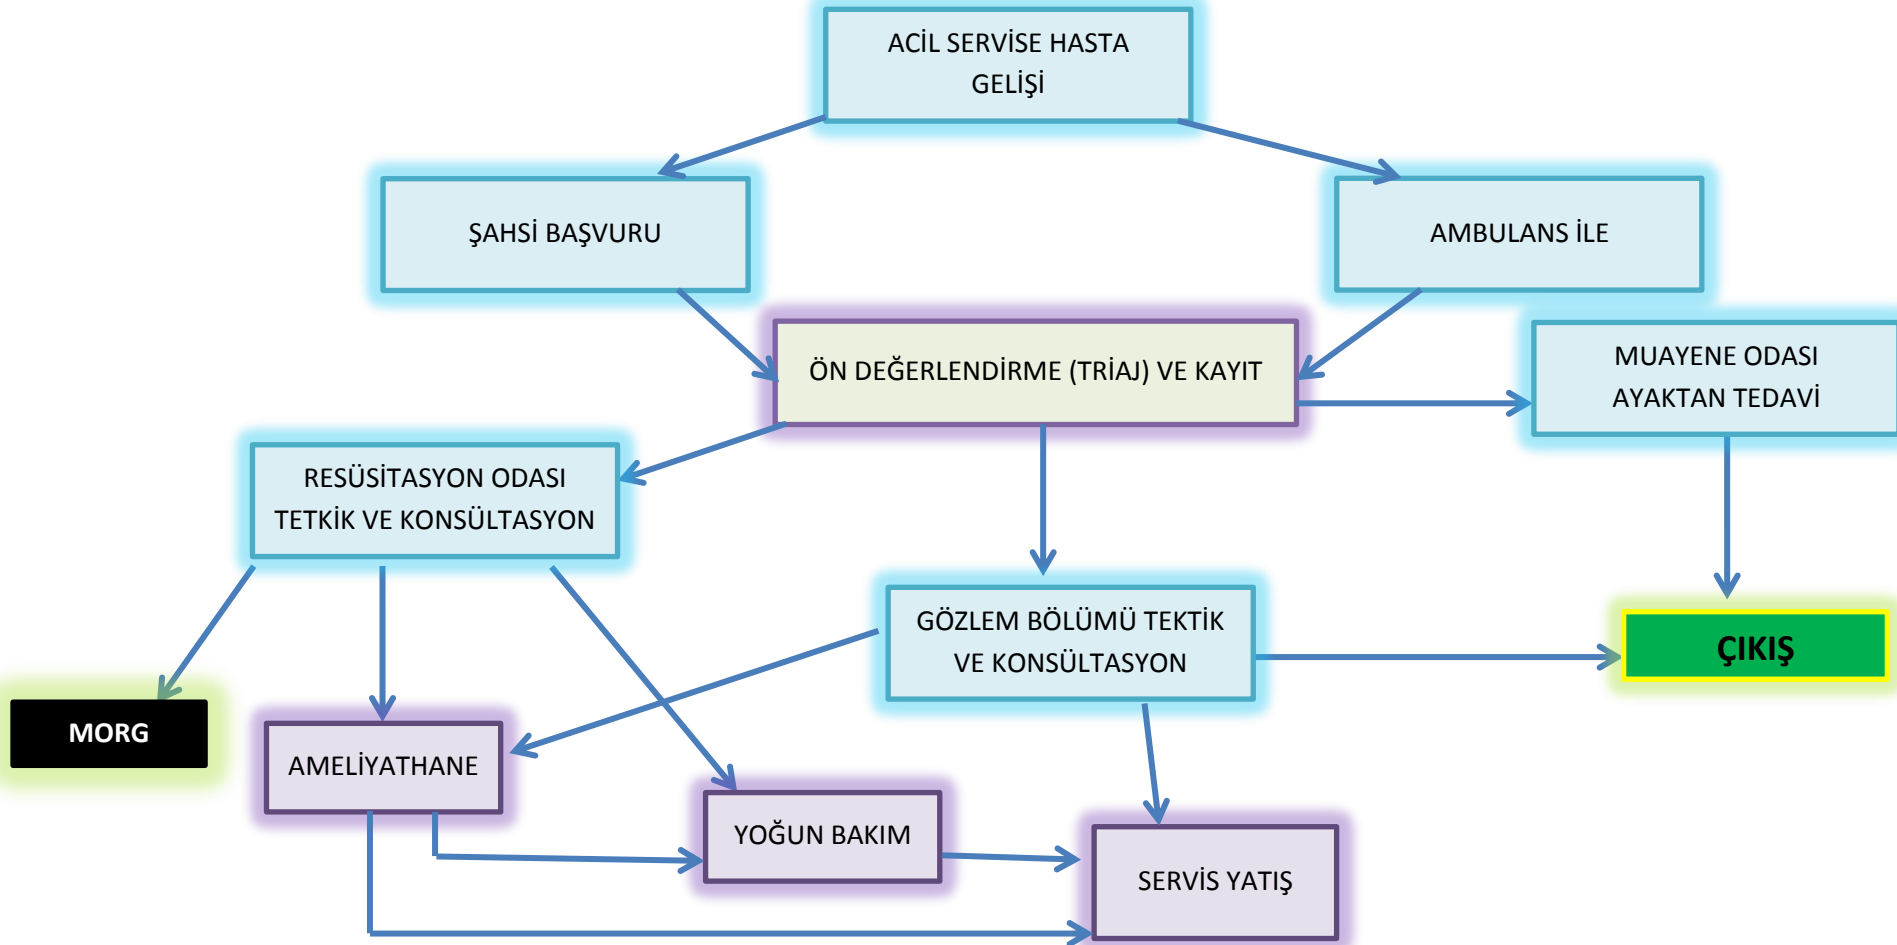 ACİL SERVİSE HASTA
GELİŞİ
ŞAHSİ BAŞVURU
AMBULANS İLE
ÖN DEĞERLENDİRME (TRİAJ) VE KAYIT
MUAYENE ODASI
AYAKTAN TEDAVİ
RESÜSİTASYON ODASI
TETKİK VE KONSÜLTASYON
GÖZLEM BÖLÜMÜ TEKTİK
VE KONSÜLTASYON
ÇIKIŞ
MORG
AMELİYATHANE
YOĞUN BAKIM
SERVİS YATIŞ